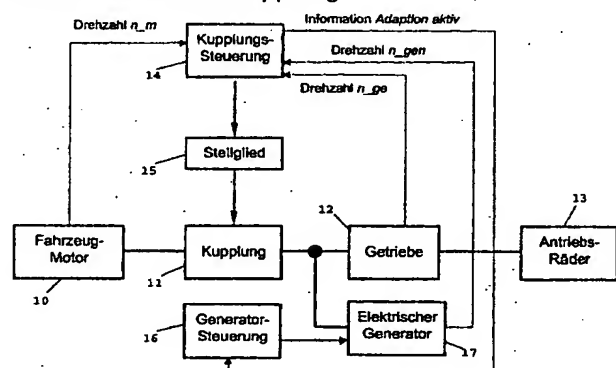 Drehzahl n_m
Kupplungs-
Steuerung
14
Information Adaption aktiv
Drehzahl n_gen
Drehzahl n_ge
Stellglied
15
12
13
Fahrzeug-
Motor
10
Kupplung
11
Getriebe
Antriebs-
Räder
16
Generator-
Steuerung
Elektrischer
Generator
17